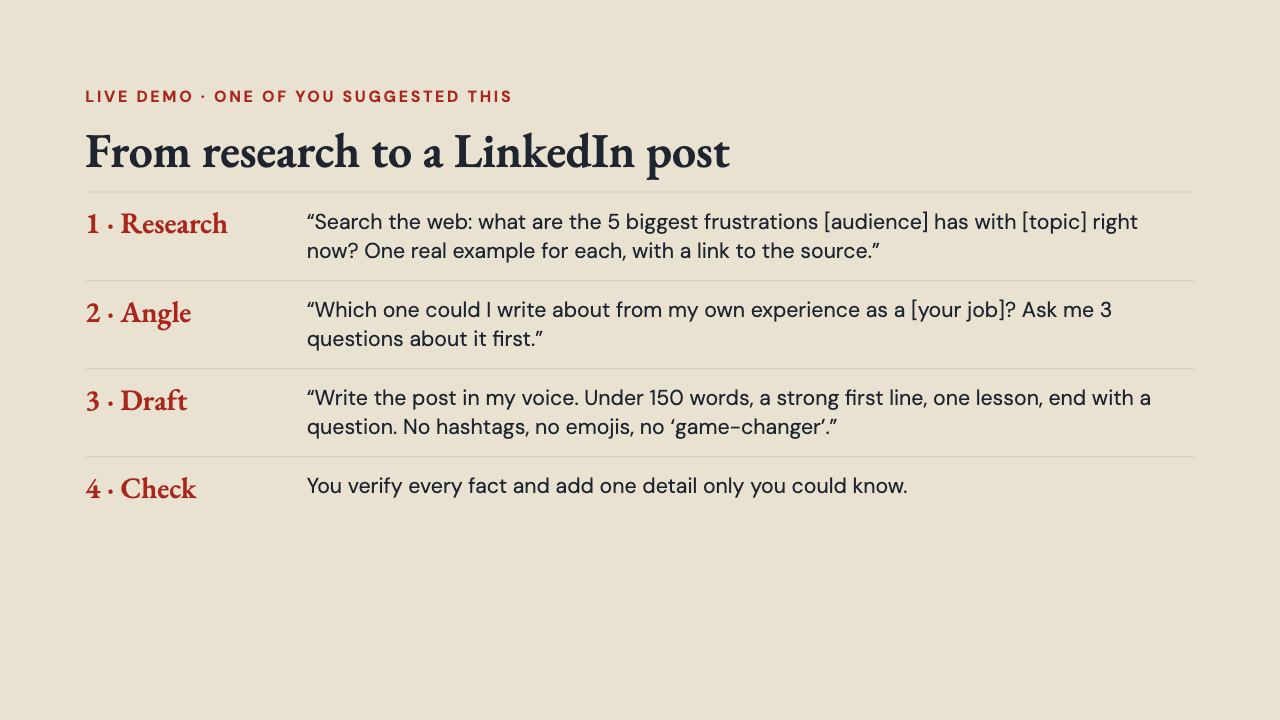 LIVE DEMO · ONE OF YOU SUGGESTED THIS
From research to a LinkedIn post
1 · Research
“Search the web: what are the 5 biggest frustrations [audience] has with [topic] right
now? One real example for each, with a link to the source.”
2 · Angle
“Which one could I write about from my own experience as a [your job]? Ask me 3
questions about it first.”
3 · Draft
“Write the post in my voice. Under 150 words, a strong first line, one lesson, end with a
question. No hashtags, no emojis, no ‘game-changer’.”
4 · Check
You verify every fact and add one detail only you could know.